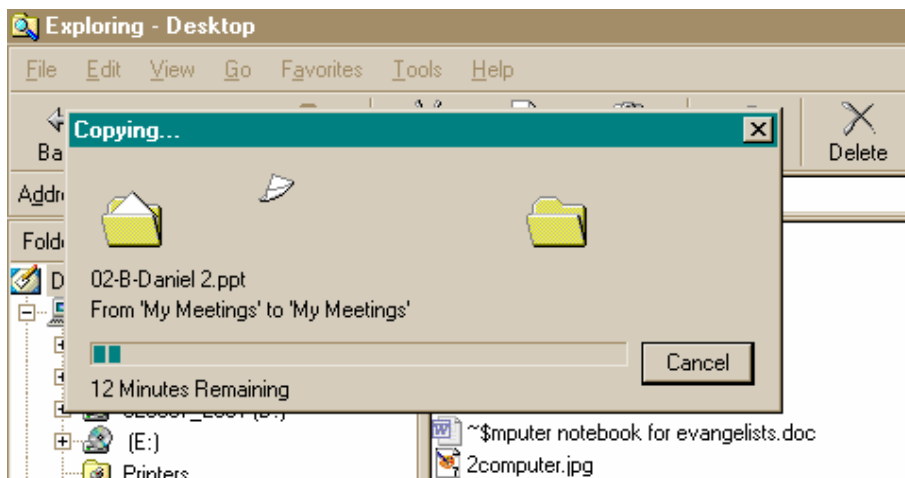 Exploring - Desktop
File Edit View Go Favorites Tools Help
Delete
Copying...
02-B-Daniel 2.ppt
From 'My Meetings' to 'My Meetings'
Cancel
12 Minutes Remaining
(E:)
~$mputer notebook for evangelists.doc
Printers
2computer.jpg